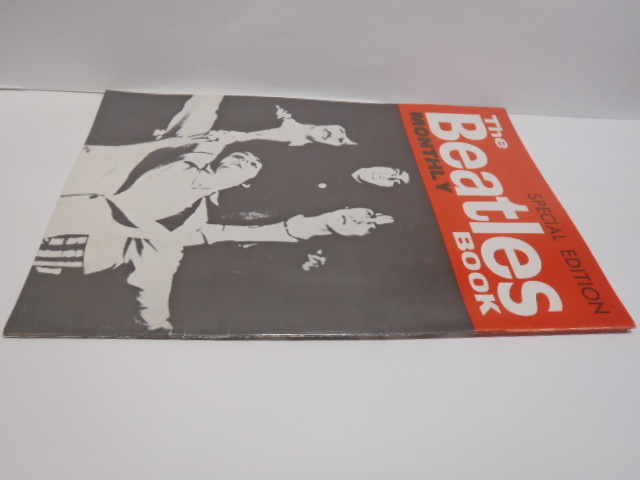 SPECIAL EDITION
The
Beatles
MONTHLY BOOK